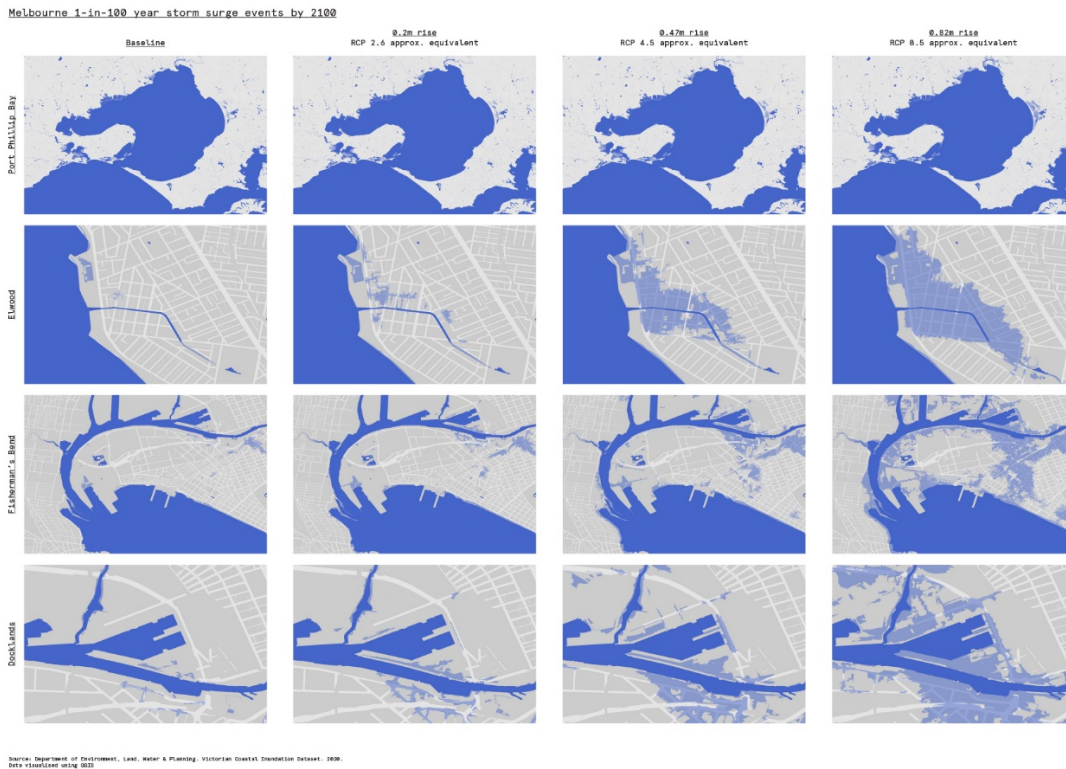 Melbourne 1-in-100 year storm surge events by 2100
Baseline
0.2m rise
RCP 2.6 approx. equivalent
0.47m rise
RCP 4.5 approx. equivalent
0.82m rise
RCP 8.5 approx. equivalent
Port Phillip Bay
Elwood
Fisherman's Bend
Docklands
Source: Department of Environment, Land, Water & Planning. Victorian Coastal Inundation Dataset. 2020.
Data visualised using QGIS